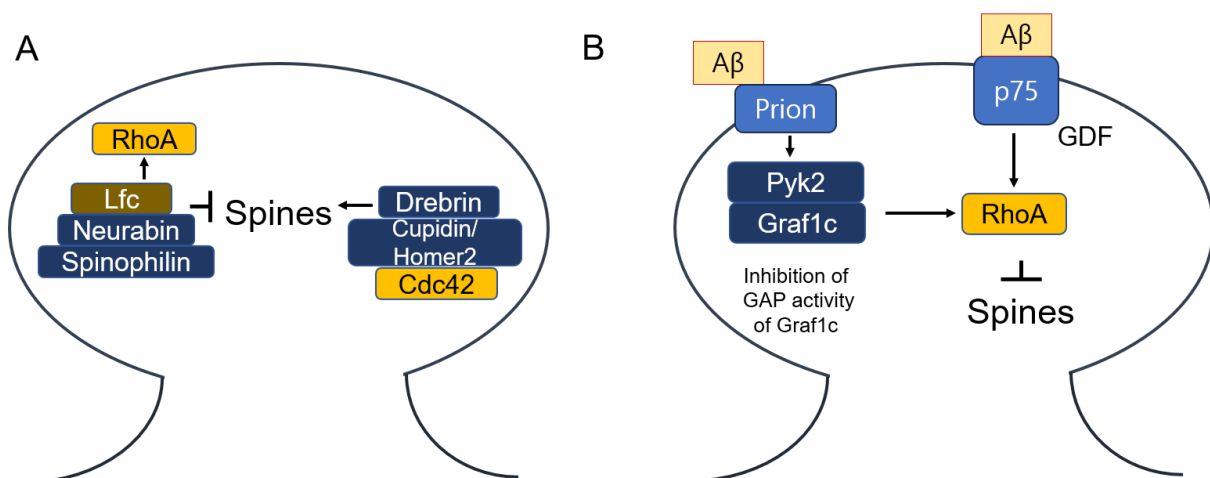 A
RhoA
Lfc
Neurabin
Spinophilin
Spines
Drebrin
Cupidin/
Homer2
Cdc42
B
Aβ
Prion
Pyk2
Graf1c
Inhibition of
GAP activity
of Graf1c
Aβ
p75
GDF
RhoA
Spines